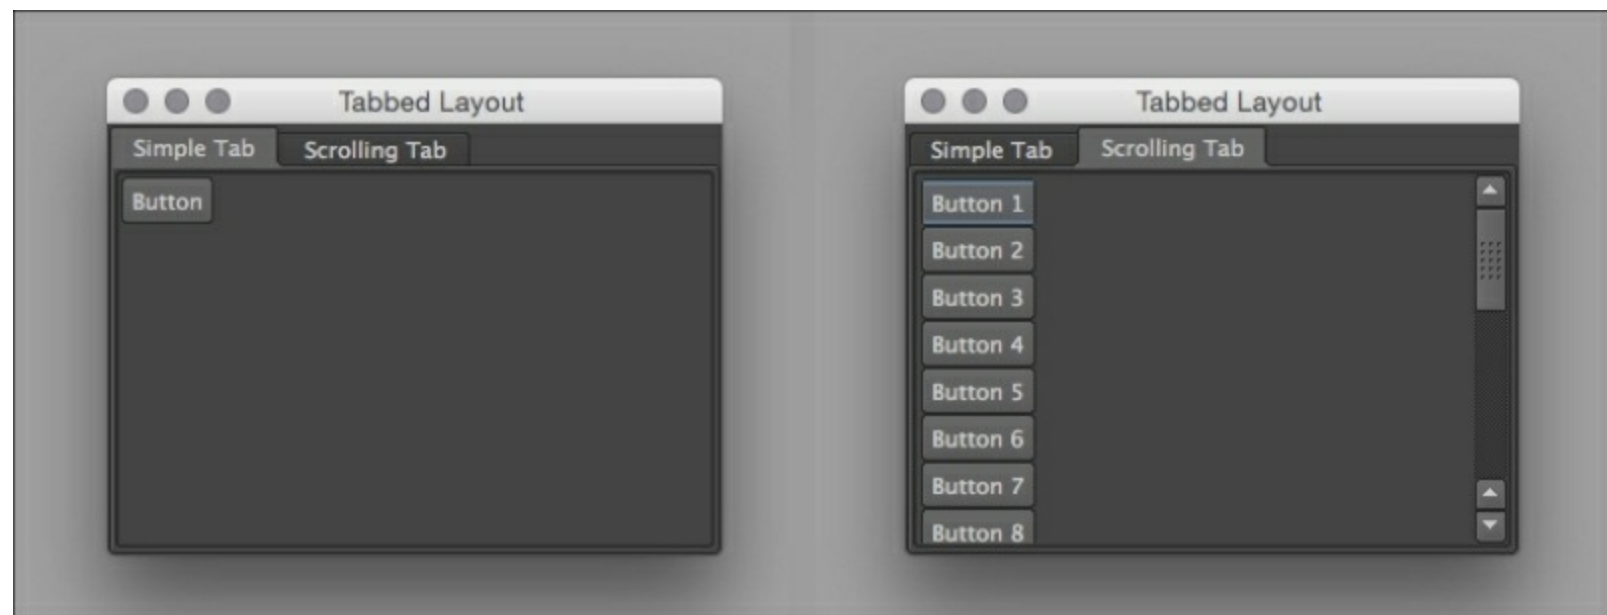 Tabbed Layout
Simple Tab Scrolling Tab
Button
Tabbed Layout
Simple Tab Scrolling Tab
Button 1
Button 2
Button 3
Button 4
Button 5
Button 6
Button 7
Button 8